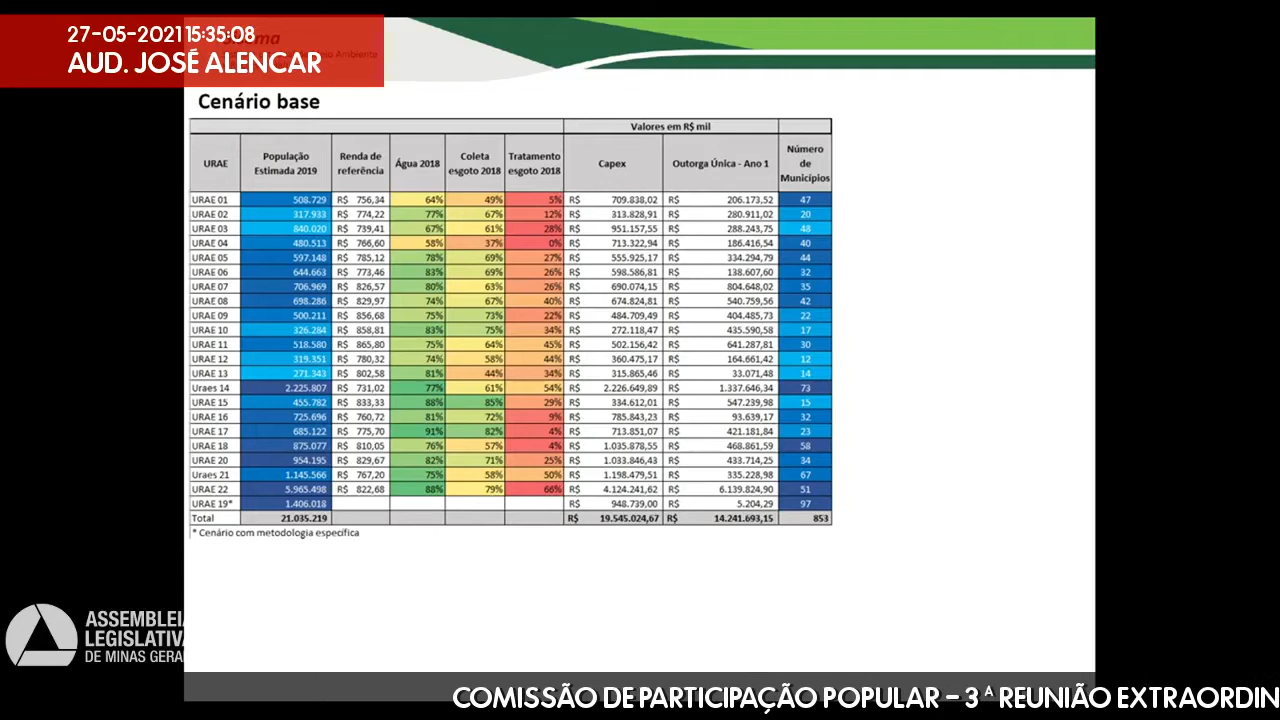 27-05-2021 15:35:08
AUD. JOSÉ ALENCAR
Cenário base
Valores em R$ mil
URAE População Estimada 2019 Renda de referência Água 2018 Coleta esgoto 2018 Tratamento esgoto 2018 Capex Outorga Única - Ano 1 Número de Municípios
URAE 01 508.729 R$ 756,34 64% 49% 5% R$ 709.838,02 R$ 206.173,52 47
URAE 02 317.933 R$ 774,22 77% 67% 12% R$ 313.828,91 R$ 280.911,02 20
URAE 03 840.020 R$ 739,41 67% 61% 28% R$ 951.157,55 R$ 288.243,75 48
URAE 04 480.513 R$ 766,60 58% 37% 0% R$ 713.322,94 R$ 186.416,54 40
URAE 05 597.148 R$ 785,12 78% 69% 27% R$ 555.925,17 R$ 334.294,79 44
URAE 06 644.663 R$ 773,46 83% 69% 26% R$ 598.586,81 R$ 138.607,60 32
URAE 07 706.969 R$ 826,57 80% 63% 26% R$ 690.074,15 R$ 804.648,02 35
URAE 08 698.286 R$ 829,97 74% 67% 40% R$ 674.824,81 R$ 540.759,56 42
URAE 09 500.211 R$ 856,68 75% 73% 22% R$ 484.709,49 R$ 404.485,73 22
URAE 10 326.284 R$ 858,81 83% 75% 34% R$ 272.118,47 R$ 435.590,58 17
URAE 11 518.580 R$ 865,80 75% 64% 45% R$ 502.156,42 R$ 641.287,81 30
URAE 12 319.351 R$ 780,32 74% 58% 44% R$ 360.475,17 R$ 164.661,42 12
URAE 13 271.343 R$ 802,58 81% 44% 34% R$ 315.865,46 R$ 33.071,48 14
Uraes 14 2.225.807 R$ 731,02 77% 61% 54% R$ 2.226.649,89 R$ 1.337.646,34 73
URAE 15 455.782 R$ 833,33 88% 85% 29% R$ 334.612,01 R$ 547.239,98 15
URAE 16 725.696 R$ 760,72 81% 72% 9% R$ 785.843,23 R$ 93.639,17 32
URAE 17 685.122 R$ 775,70 91% 82% 4% R$ 713.851,07 R$ 421.181,84 23
URAE 18 875.077 R$ 810,05 76% 57% 4% R$ 1.035.878,55 R$ 468.861,59 58
URAE 20 954.195 R$ 829,67 82% 71% 25% R$ 1.033.846,43 R$ 433.714,25 34
Uraes 21 1.145.566 R$ 767,20 75% 58% 50% R$ 1.198.479,51 R$ 335.228,98 67
URAE 22 5.965.498 R$ 822,68 88% 79% 66% R$ 4.124.241,62 R$ 6.139.824,90 51
URAE 19* 1.406.018 R$ 948.739,00 R$ 5.204,29 97
Total 21.035.219 R$ 19.545.024,67 R$ 14.241.693,15 853
* Cenário com metodologia específica
ASSEMBLEIA
LEGISLATIVA
DE MINAS GERAI
COMISSÃO DE PARTICIPAÇÃO POPULAR – 3ª REUNIÃO EXTRAORDIN